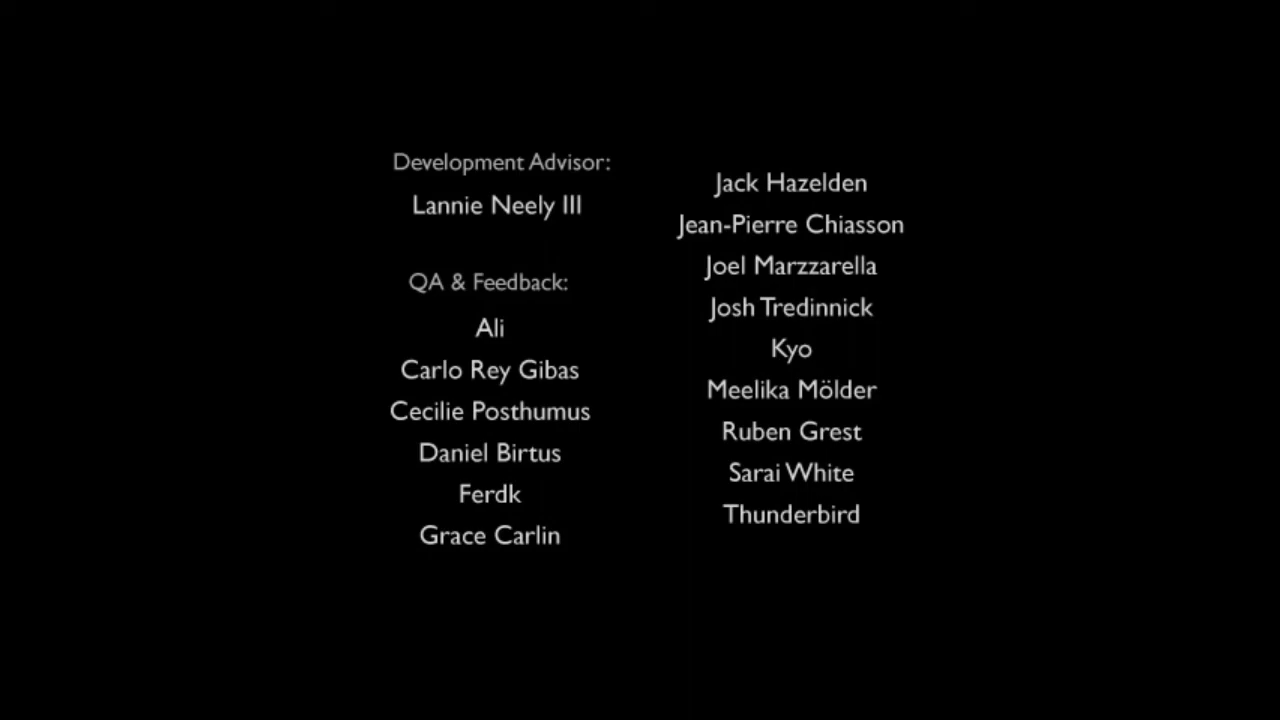 Development Advisor:
Lannie Neely III
QA & Feedback:
Ali
Carlo Rey Gibas
Cecilie Posthumus
Daniel Birtus
Ferdk
Grace Carlin
Jack Hazelden
Jean-Pierre Chiasson
Joel Marzzarella
Josh Tredinnick
Kyo
Meelika Mölder
Ruben Grest
Sarai White
Thunderbird